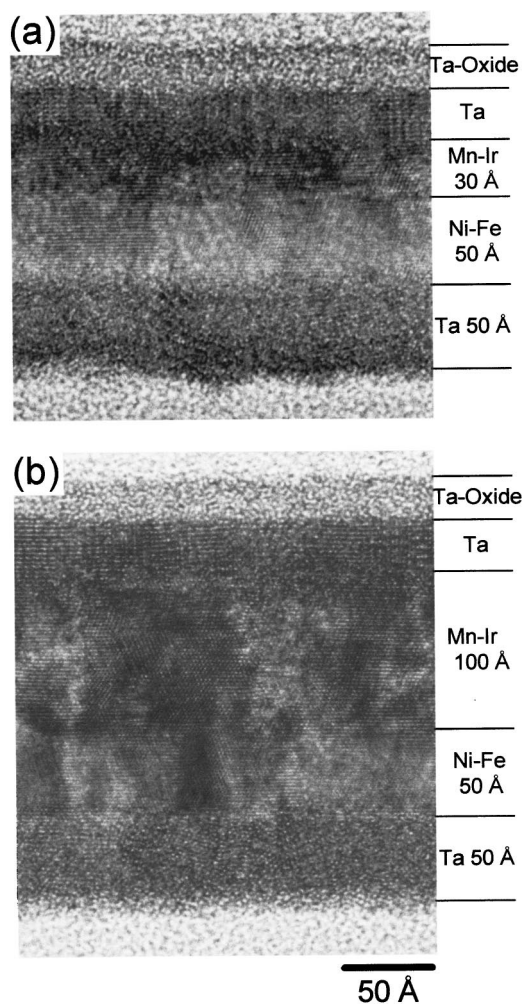 (a)
Ta-Oxide
Ta
Mn-Ir
30 Å
Ni-Fe
50 Å
Ta 50 Å
(b)
Ta-Oxide
Ta
Mn-Ir
100 Å
Ni-Fe
50 Å
Ta 50 Å
50 Å